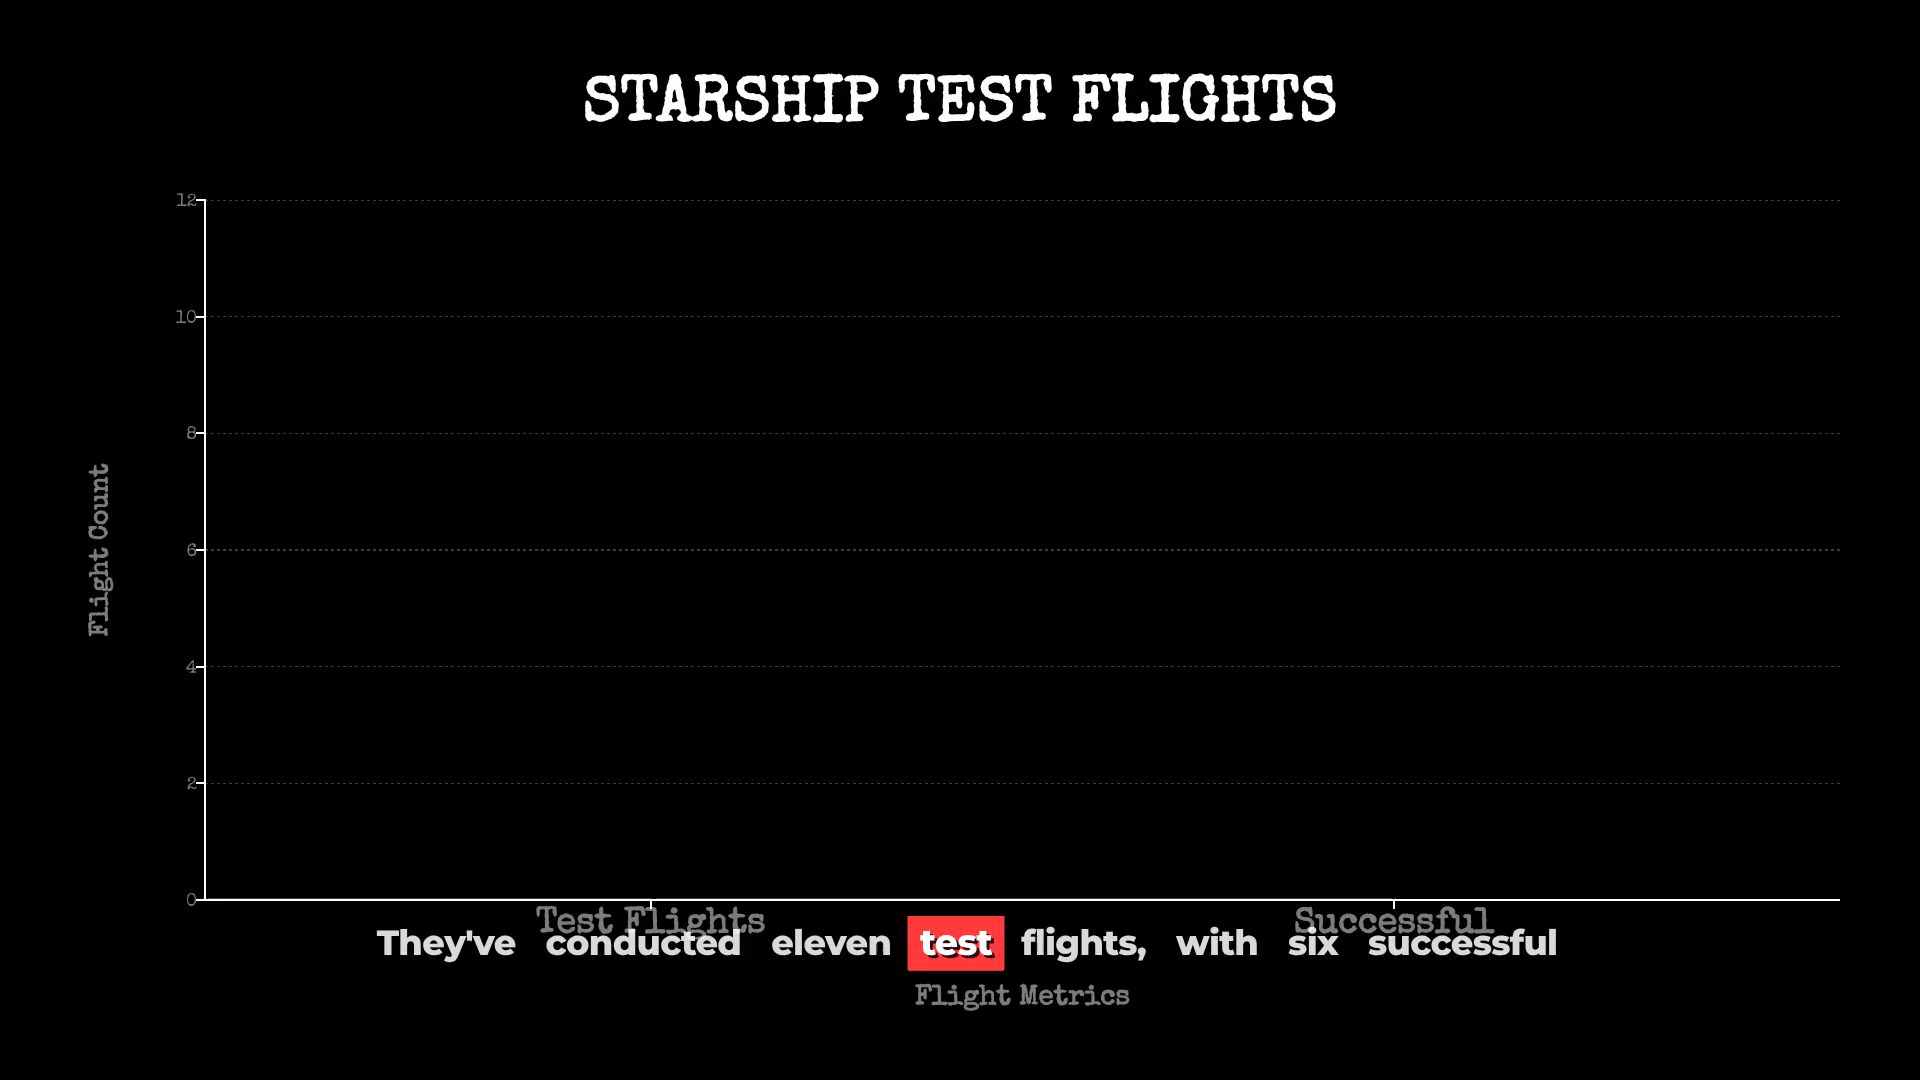 STARSHIP TEST FLIGHTS
12
10
8
6
4
2
0
Flight Count
Test Flights Successful
They've conducted eleven test flights, with six successful
Flight Metrics